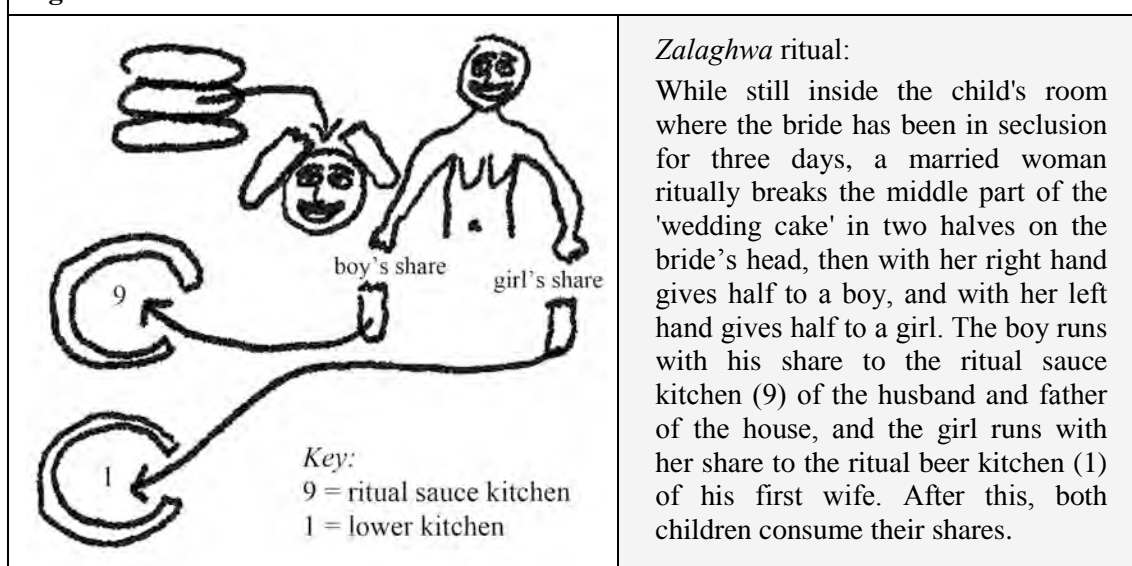 boy's share
girl's share
9
1
Key:
9 = ritual sauce kitchen
1 = lower kitchen
Zalaghwa ritual:
While still inside the child's room
where the bride has been in seclusion
for three days, a married woman
ritually breaks the middle part of the
'wedding cake' in two halves on the
bride’s head, then with her right hand
gives half to a boy, and with her left
hand gives half to a girl. The boy runs
with his share to the ritual sauce
kitchen (9) of the husband and father
of the house, and the girl runs with
her share to the ritual beer kitchen (1)
of his first wife. After this, both
children consume their shares.